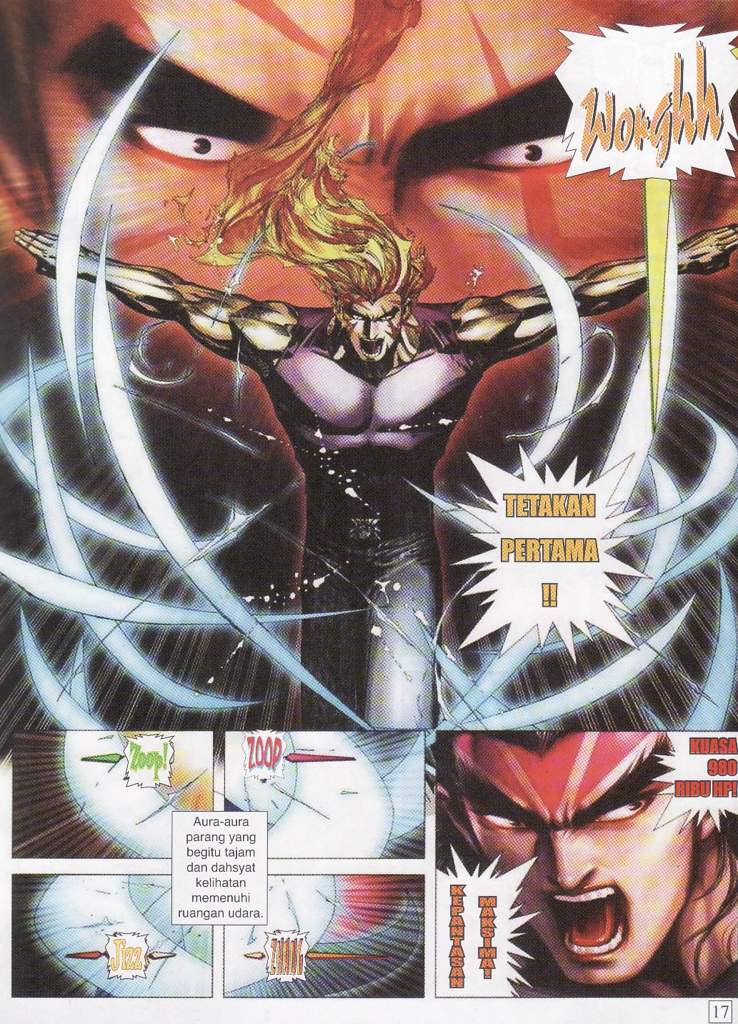 Worghh
TETAKAN
PERTAMA
!!
Zoop!
ZOOP
Aura-aura
parang yang
begitu tajam
dan dahsyat
kelihatan
memenuhi
ruangan udara.
Jizz
ZINNG
KUASA
980
RIBU HP!
KEPANTASAN
MAKSIMA!
17